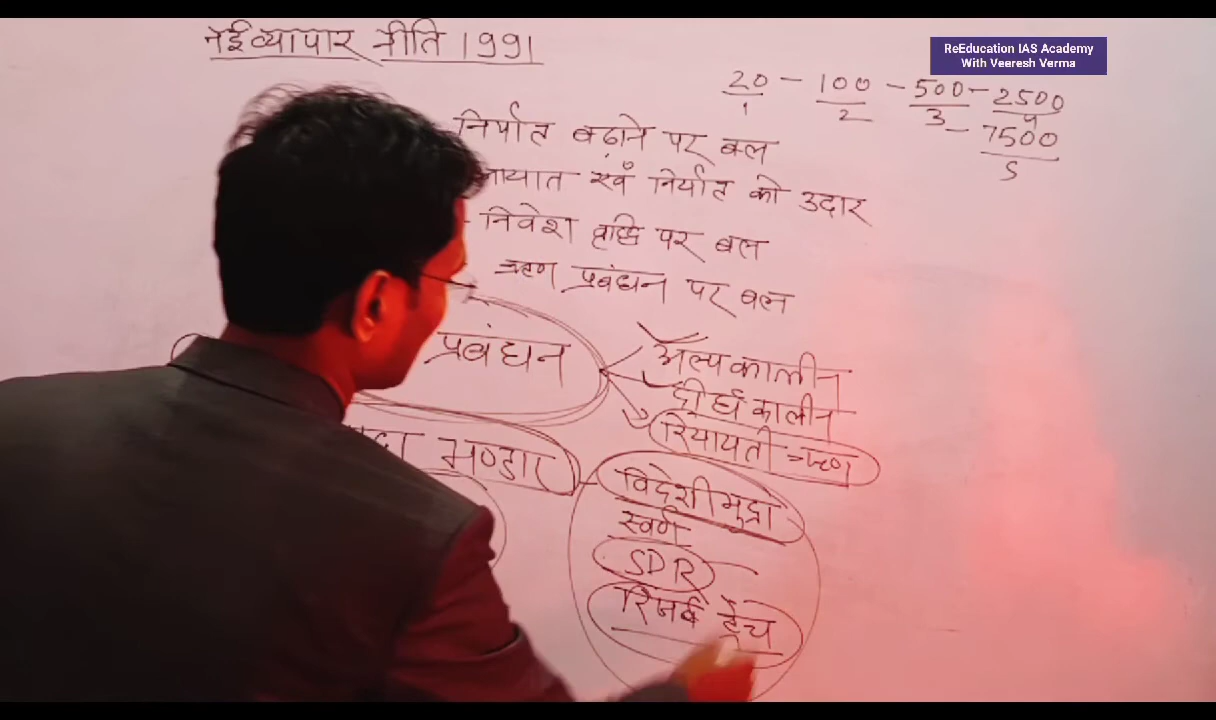 नई व्यापार नीति 1991
ReEducation IAS Academy
With Veeresh Verma
20 - 100 - 500 - 2500
1 2 3 4
- 7500
5
निर्यात बढ़ाने पर बल
आयात एवं निर्यात को उदार
- निवेश वृद्धि पर बल
ऋण प्रबंधन पर बल
प्रबंधन
अल्पकालीन
दीर्घकालीन
रियायती ऋण
भण्डार
विदेशी मुद्रा
स्वर्ण
SDR
रिजर्व ट्रेंच